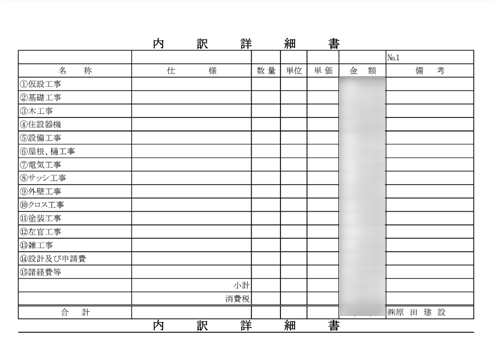 内訳詳細書
№1
名称 仕様 数量 単位 単価 金額 備考
①仮設工事
②基礎工事
③木工事
④住設器機
⑤設備工事
⑥屋根、樋工事
⑦電気工事
⑧サッシ工事
⑨外壁工事
⑩クロス工事
⑪塗装工事
⑫左官工事
⑬雑工事
⑭設計及び申請費
⑮諸経費等
小計
消費税
合計 ㈱原田建設
内訳詳細書